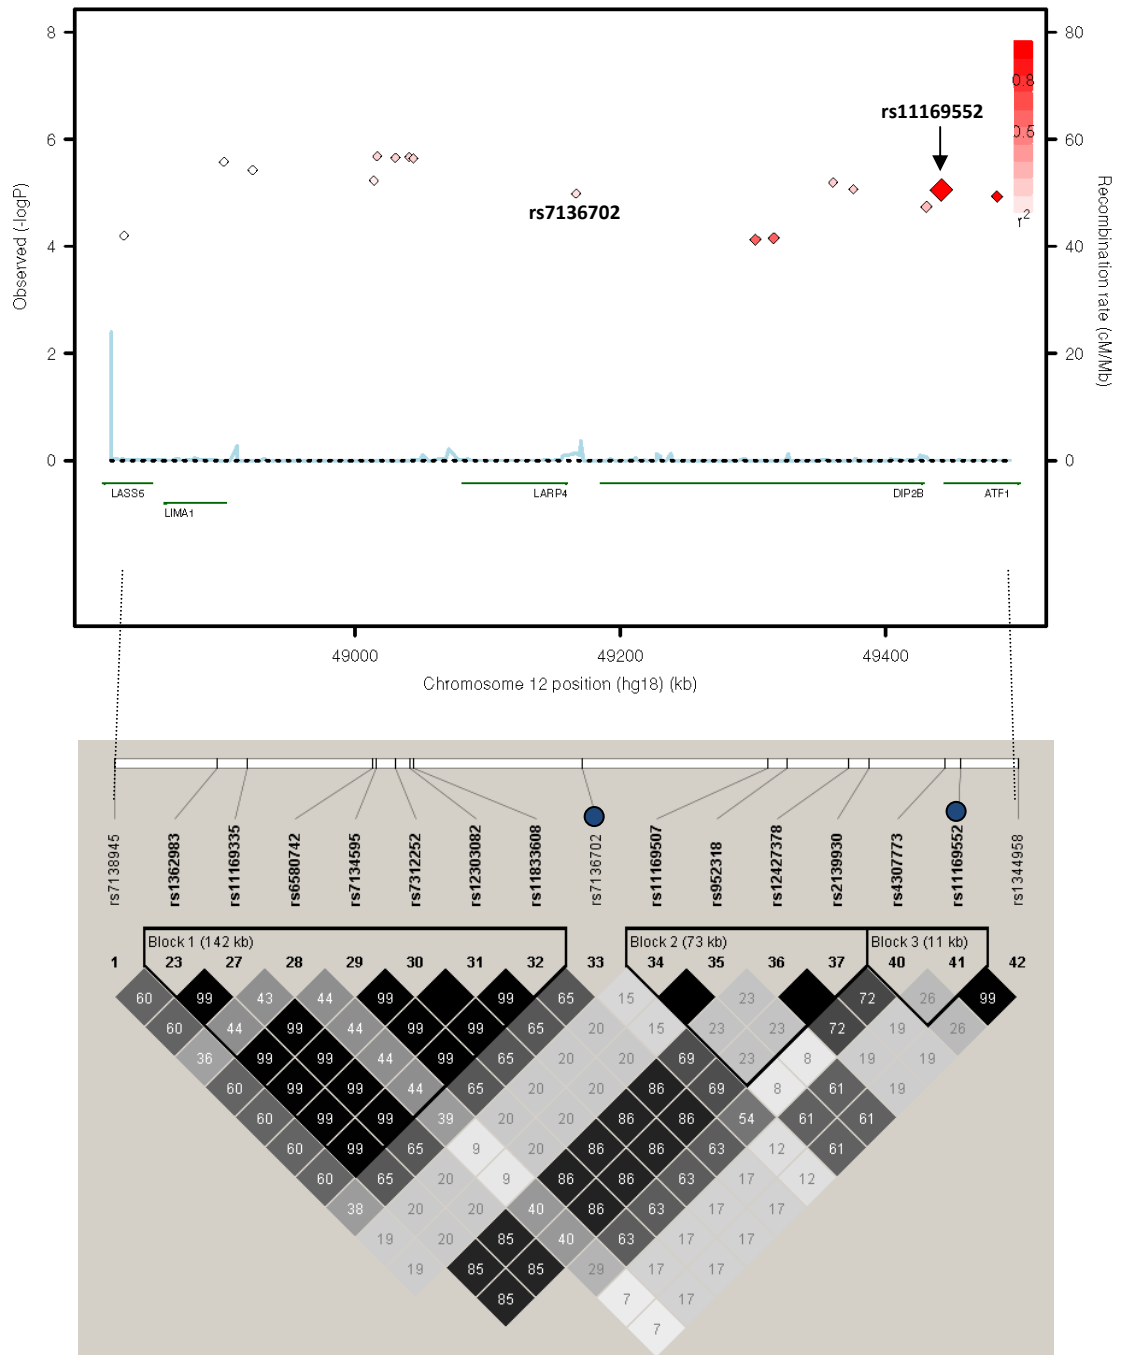 8
6
4
2
0
Observed (-logP)
80
60
40
20
0
Recombination rate (cM/Mb)
0.8
0.5
r2
rs11169552
rs7136702
LASS5
LIMA1
LARP4
DIP2B
ATF1
49000 49200 49400
Chromosome 12 position (hg18) (kb)
rs7138945
rs1362983
rs11169335
rs6580742
rs7134595
rs7312252
rs12303082
rs11833608
rs7136702
rs11169507
rs952318
rs12427378
rs2139930
rs4307773
rs11169552
rs1344958
Block 1 (142 kb) Block 2 (73 kb) Block 3 (11 kb)
1 23 27 28 29 30 31 32 33 34 35 36 37 40 41 42
60 99 43 44 99 99 65 15 23 72 26 99
60 44 99 44 99 99 65 20 15 23 23 72 19 26
36 99 99 44 99 65 20 20 69 23 8 19 19
60 99 99 44 65 20 20 86 69 8 61 19
60 99 99 39 20 20 86 86 54 61 61
60 99 65 9 20 86 86 63 12 61
60 65 20 9 86 86 63 17 12
38 20 20 40 86 63 17 17
19 20 85 40 63 17 17
19 85 85 29 17 17
85 7 17
7